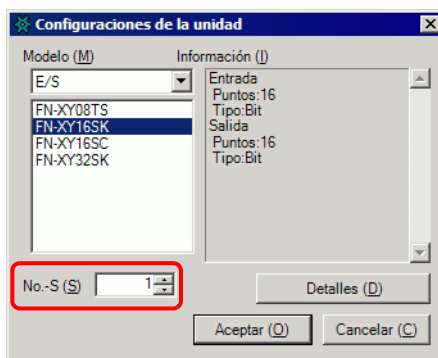 Configuraciones de la unidad
Modelo (M)
Información (I)
E/S
FN-XY08TS
FN-XY16SK
FN-XY16SC
FN-XY32SK
Entrada
Puntos:16
Tipo:Bit
Salida
Puntos:16
Tipo:Bit
No.-S (S)
1
Detalles (D)
Aceptar (O)
Cancelar (C)